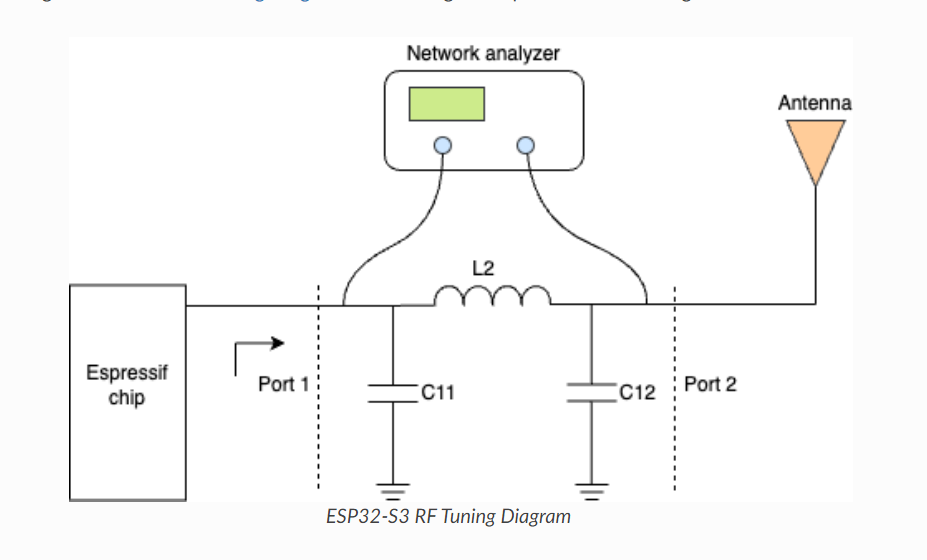 Network analyzer
Antenna
L2
Espressif
chip
Port 1
C11
C12
Port 2
ESP32-S3 RF Tuning Diagram